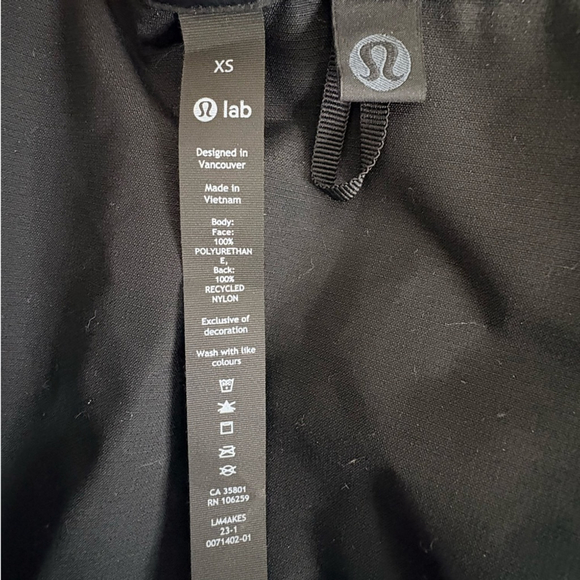 XS
lab
Designed in
Vancouver
Made in
Vietnam
Body:
Face:
100%
POLYURETHAN
E,
Back:
100%
RECYCLED
NYLON
Exclusive of
decoration
Wash with like
colours
CA 35801
RN 106259
LM4AKES
23-1
0071402-01